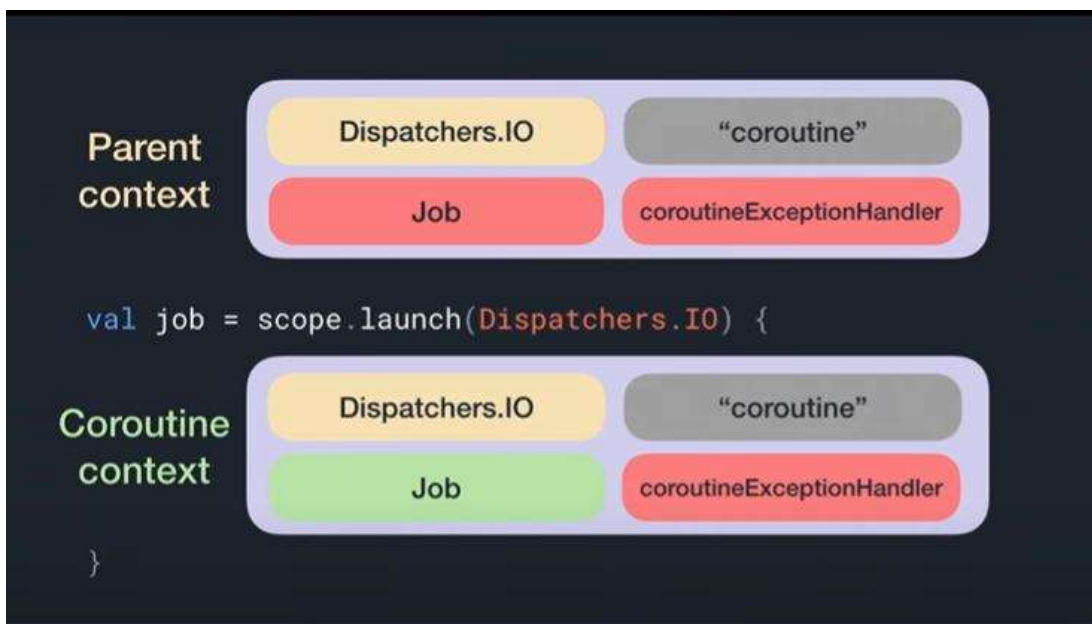 Parent
context
Dispatchers.IO
“coroutine”
Job
coroutineExceptionHandler
val job = scope.launch(Dispatchers.IO) {
Coroutine
context
Dispatchers.IO
“coroutine”
Job
coroutineExceptionHandler
}